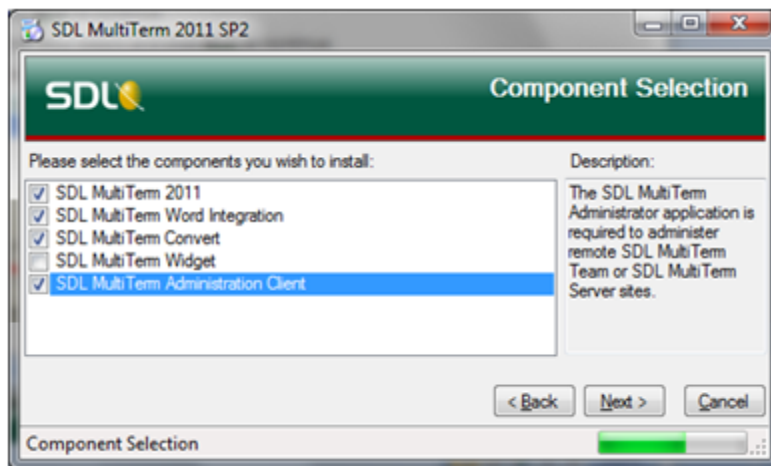 SDL MultiTerm 2011 SP2
SDL
Component Selection
Please select the components you wish to install:
SDL MultiTerm 2011
SDL MultiTerm Word Integration
SDL MultiTerm Convert
SDL MultiTerm Widget
SDL MultiTerm Administration Client
Description:
The SDL MultiTerm
Administrator application is
required to administer
remote SDL MultiTerm
Team or SDL MultiTerm
Server sites.
< Back
Next >
Cancel
Component Selection